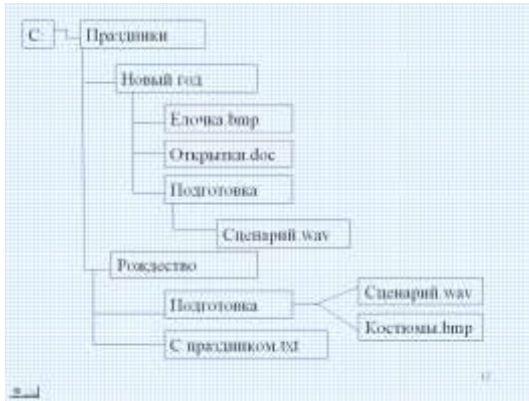 C:
Праздники
Новый год
Елочка.bmp
Открытки.doc
Подготовка
Сценарий.wav
Рождество
Подготовка
Сценарий.wav
Костюмы.bmp
С праздником.txt